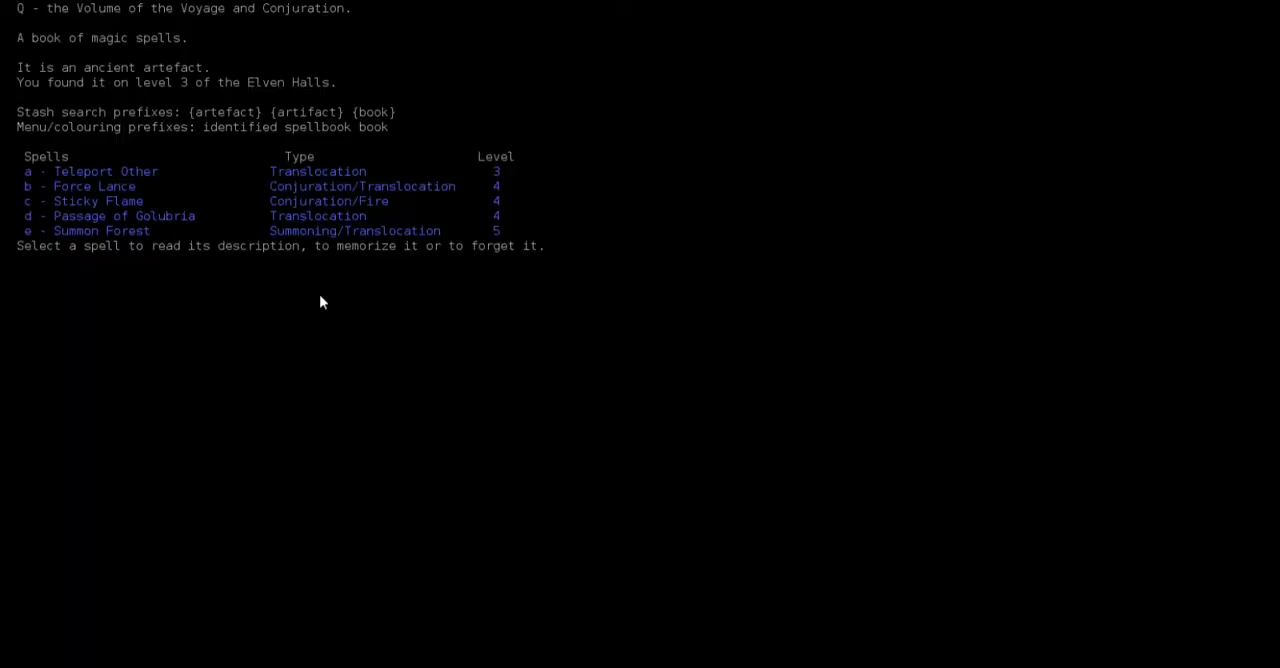 Q - the Volume of the Voyage and Conjuration.
A book of magic spells.
It is an ancient artefact.
You found it on level 3 of the Elven Halls.
Stash search prefixes: {artefact} {artifact} {book}
Menu/colouring prefixes: identified spellbook book
Spells Type Level
a - Teleport Other Translocation 3
b - Force Lance Conjuration/Translocation 4
c - Sticky Flame Conjuration/Fire 4
d - Passage of Golubria Translocation 4
e - Summon Forest Summoning/Translocation 5
Select a spell to read its description, to memorize it or to forget it.